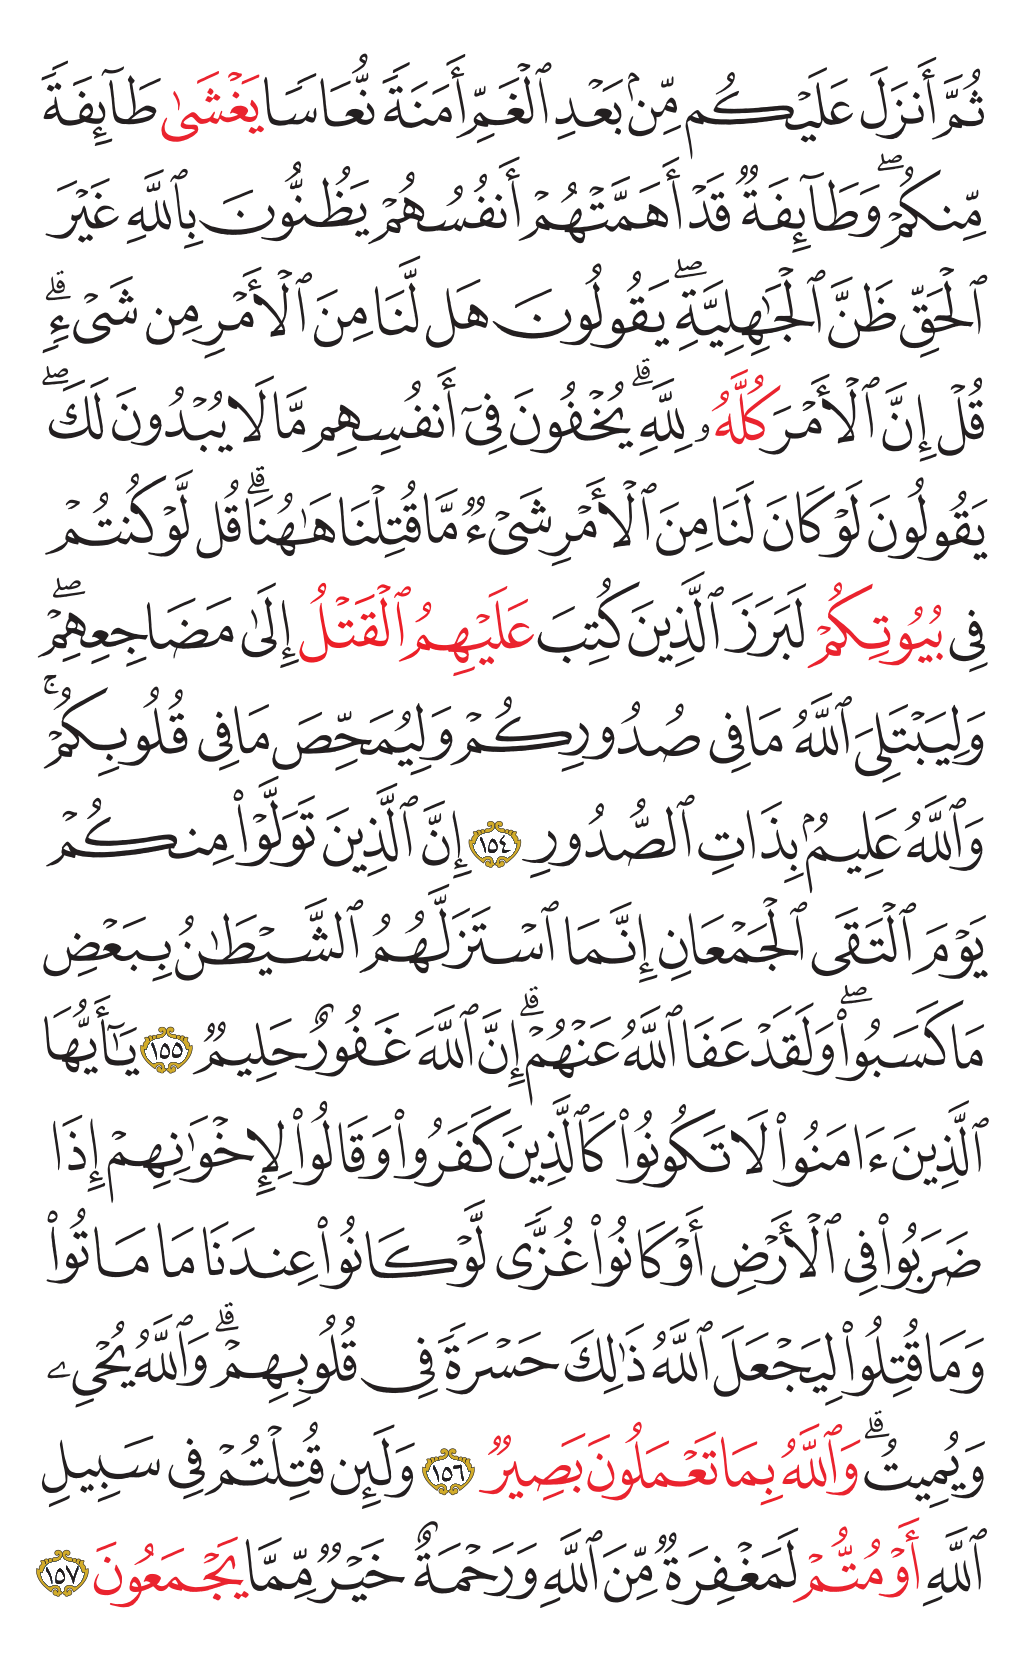 ثُمَّ أَنزَلَ عَلَيۡكُم مِّنۢ بَعۡدِ ٱلۡغَمِّ أَمَنَةٗ نُّعَاسٗا يَغۡشَىٰ طَآئِفَةٗ
مِّنكُمۡۖ وَطَآئِفَةٞ قَدۡ أَهَمَّتۡهُمۡ أَنفُسُهُمۡ يَظُنُّونَ بِٱللَّهِ غَيۡرَ
ٱلۡحَقِّ ظَنَّ ٱلۡجَٰهِلِيَّةِۖ يَقُولُونَ هَل لَّنَا مِنَ ٱلۡأَمۡرِ مِن شَيۡءٖۗ
قُلۡ إِنَّ ٱلۡأَمۡرَ كُلَّهُۥ لِلَّهِۗ يُخۡفُونَ فِيٓ أَنفُسِهِم مَّا لَا يُبۡدُونَ لَكَۖ
يَقُولُونَ لَوۡ كَانَ لَنَا مِنَ ٱلۡأَمۡرِ شَيۡءٞ مَّا قُتِلۡنَا هَٰهُنَاۗ قُل لَّوۡ كُنتُمۡ
فِي بُيُوتِكُمۡ لَبَرَزَ ٱلَّذِينَ كُتِبَ عَلَيۡهِمُ ٱلۡقَتۡلُ إِلَىٰ مَضَاجِعِهِمۡۖ
وَلِيَبۡتَلِيَ ٱللَّهُ مَا فِي صُدُورِكُمۡ وَلِيُمَحِّصَ مَا فِي قُلُوبِكُمۡۚ
وَٱللَّهُ عَلِيمُۢ بِذَاتِ ٱلصُّدُورِ ١٥٤ إِنَّ ٱلَّذِينَ تَوَلَّوۡاْ مِنكُمۡ
يَوۡمَ ٱلۡتَقَى ٱلۡجَمۡعَانِ إِنَّمَا ٱسۡتَزَلَّهُمُ ٱلشَّيۡطَٰنُ بِبَعۡضِ
مَا كَسَبُواْۖ وَلَقَدۡ عَفَا ٱللَّهُ عَنۡهُمۡۗ إِنَّ ٱللَّهَ غَفُورٌ حَلِيمٞ ١٥٥ يَٰٓأَيُّهَا
ٱلَّذِينَ ءَامَنُواْ لَا تَكُونُواْ كَٱلَّذِينَ كَفَرُواْ وَقَالُواْ لِإِخۡوَٰنِهِمۡ إِذَا
ضَرَبُواْ فِي ٱلۡأَرۡضِ أَوۡ كَانُواْ غُزّٗى لَّوۡ كَانُواْ عِندَنَا مَا مَاتُواْ
وَمَا قُتِلُواْ لِيَجۡعَلَ ٱللَّهُ ذَٰلِكَ حَسۡرَةٗ فِي قُلُوبِهِمۡۗ وَٱللَّهُ يُحۡيِۦ
وَيُمِيتُۗ وَٱللَّهُ بِمَا تَعۡمَلُونَ بَصِيرٞ ١٥٦ وَلَئِن قُتِلۡتُمۡ فِي سَبِيلِ
ٱللَّهِ أَوۡ مُتُّمۡ لَمَغۡفِرَةٞ مِّنَ ٱللَّهِ وَرَحۡمَةٌ خَيۡرٞ مِّمَّا يَجۡمَعُونَ ١٥٧